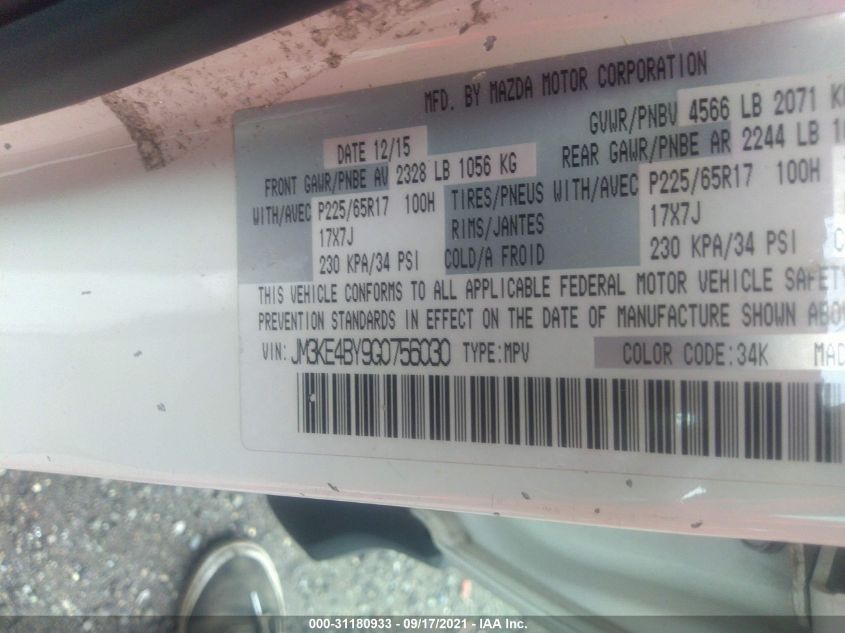 MFD. BY MAZDA MOTOR CORPORATION
DATE 12/15 GVWR/PNBV 4566 LB 2071
FRONT GAWR/PNBE AV 2328 LB 1056 KG REAR GAWR/PNBE AR 2244 LB
WITH/AVEC P225/65R17 100H TIRES/PNEUS WITH/AVEC P225/65R17 100H
17X7J RIMS/JANTES 17X7J
230 KPA/34 PSI COLD/A FROID 230 KPA/34 PSI
THIS VEHICLE CONFORMS TO ALL APPLICABLE FEDERAL MOTOR VEHICLE SAFETY
PREVENTION STANDARDS IN EFFECT ON THE DATE OF MANUFACTURE SHOWN
VIN: JM3KE4BY9G0756030 TYPE:MPV COLOR CODE:34K
000-31180933 - 09/17/2021 - IAA Inc.